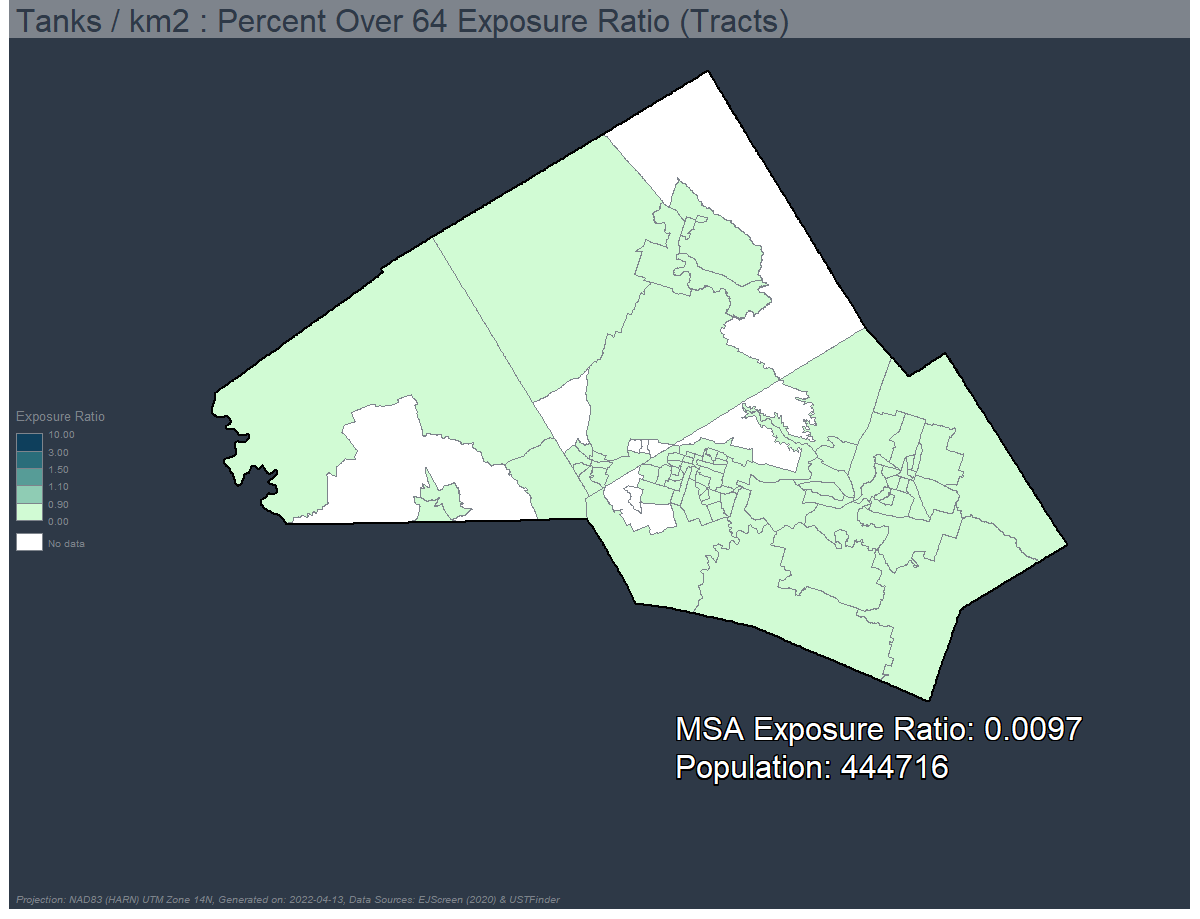 Tanks / km2 : Percent Over 64 Exposure Ratio (Tracts)
Exposure Ratio
10.00
3.00
1.50
1.10
0.90
0.00
No data
MSA Exposure Ratio: 0.0097
Population: 444716
Projection: NAD83 (HARN) UTM Zone 14N, Generated on: 2022-04-13, Data Sources: EJScreen (2020) & USTFinder